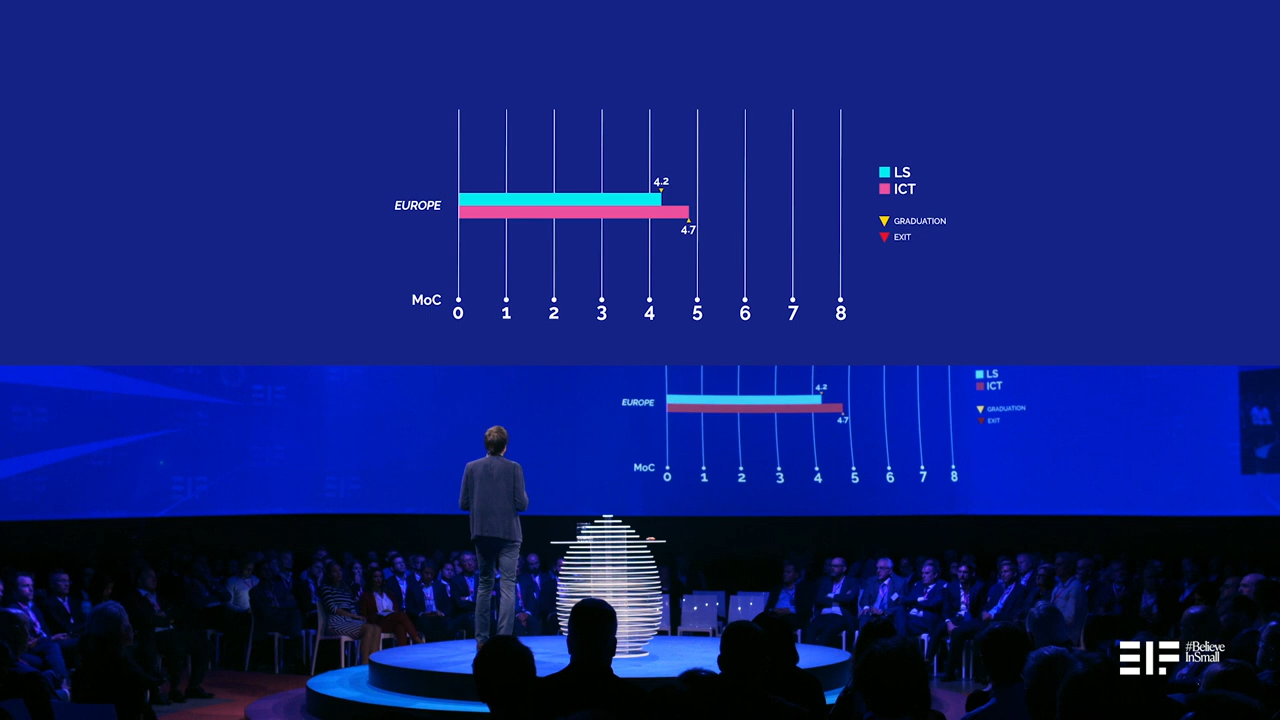 4.2
EUROPE
4.7
MoC
0 1 2 3 4 5 6 7 8
LS
ICT
GRADUATION
EXIT
4.2
EUROPE
4.7
MoC
0 1 2 3 4 5 6 7 8
LS
ICT
GRADUATION
EXIT
EIF
#Believe
InSmall